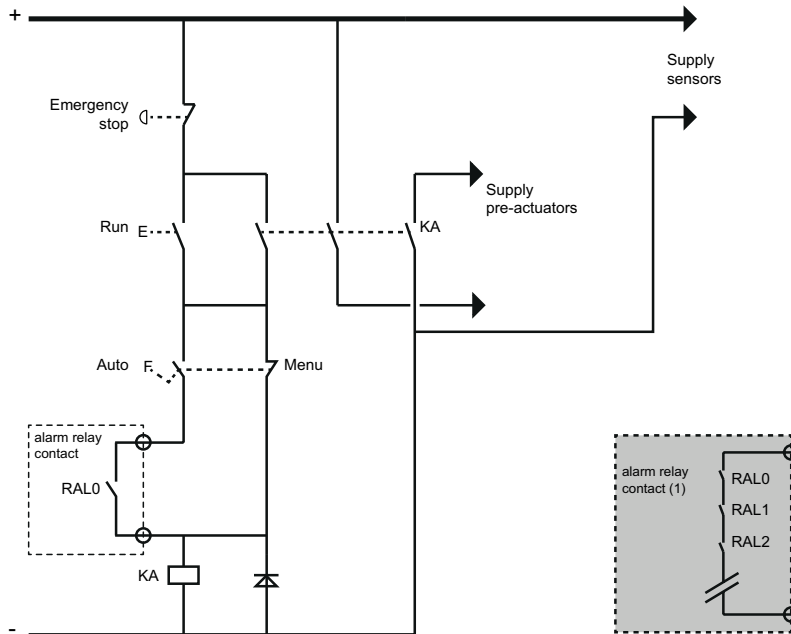 +
Supply
sensors
Emergency
stop
Supply
pre-actuators
Run E
KA
Auto F
Menu
alarm relay
contact
RAL0
KA
-
alarm relay
contact (1)
RAL0
RAL1
RAL2